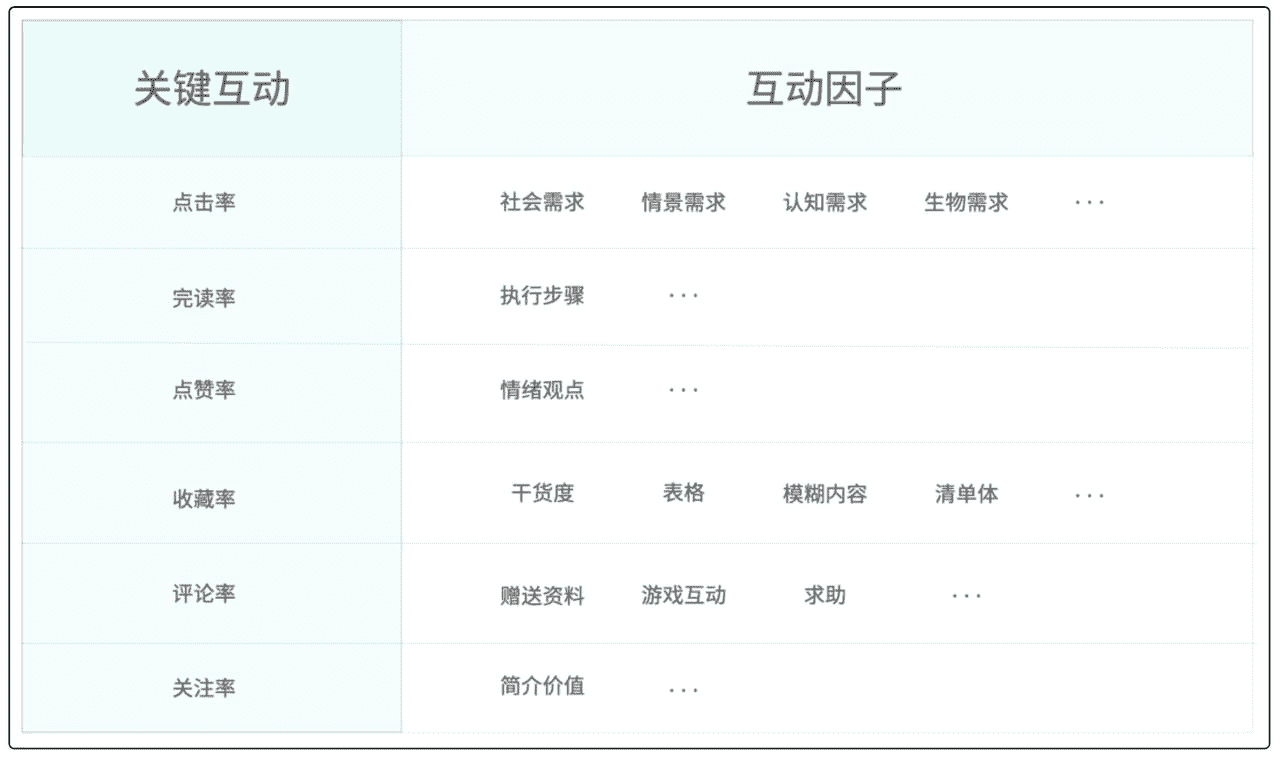 关键互动 互动因子
点击率 社会需求 情景需求 认知需求 生物需求 ...
完读率 执行步骤 ...
点赞率 情绪观点 ...
收藏率 干货度 表格 模糊内容 清单体 ...
评论率 赠送资料 游戏互动 求助 ...
关注率 简介价值 ...